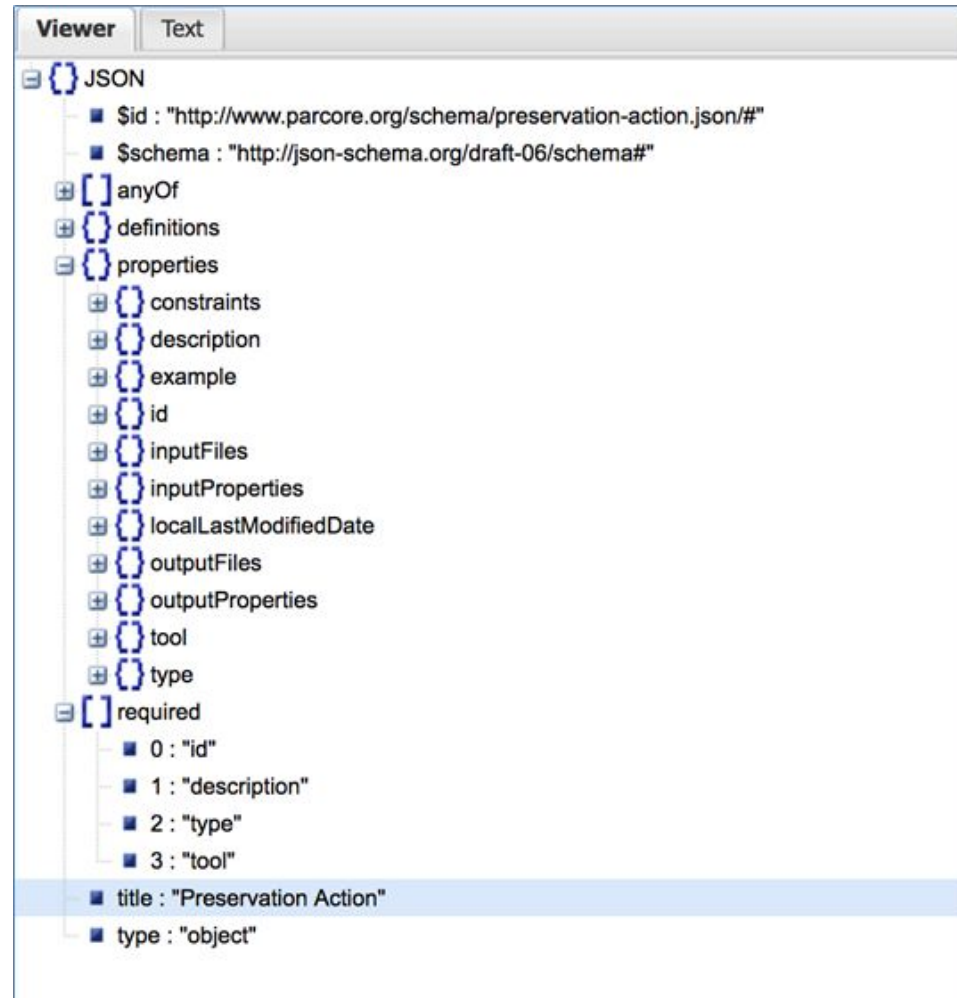 Viewer Text
JSON
$id : "http://www.parcore.org/schema/preservation-action.json/#"
$schema : "http://json-schema.org/draft-06/schema#"
anyOf
definitions
properties
constraints
description
example
id
inputFiles
inputProperties
localLastModifiedDate
outputFiles
outputProperties
tool
type
required
0 : "id"
1 : "description"
2 : "type"
3 : "tool"
title : "Preservation Action"
type : "object"